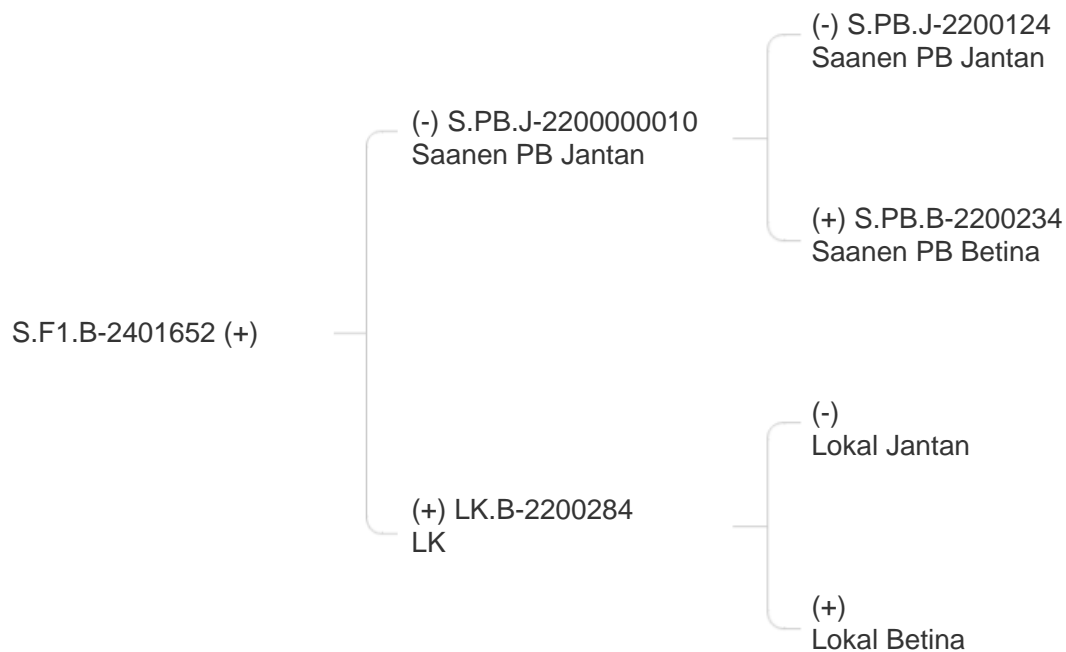 (-) S.PB.J-2200124
Saanen PB Jantan
(-) S.PB.J-2200000010
Saanen PB Jantan
(+) S.PB.B-2200234
Saanen PB Betina
S.F1.B-2401652 (+)
(-)
Lokal Jantan
(+) LK.B-2200284
LK
(+)
Lokal Betina